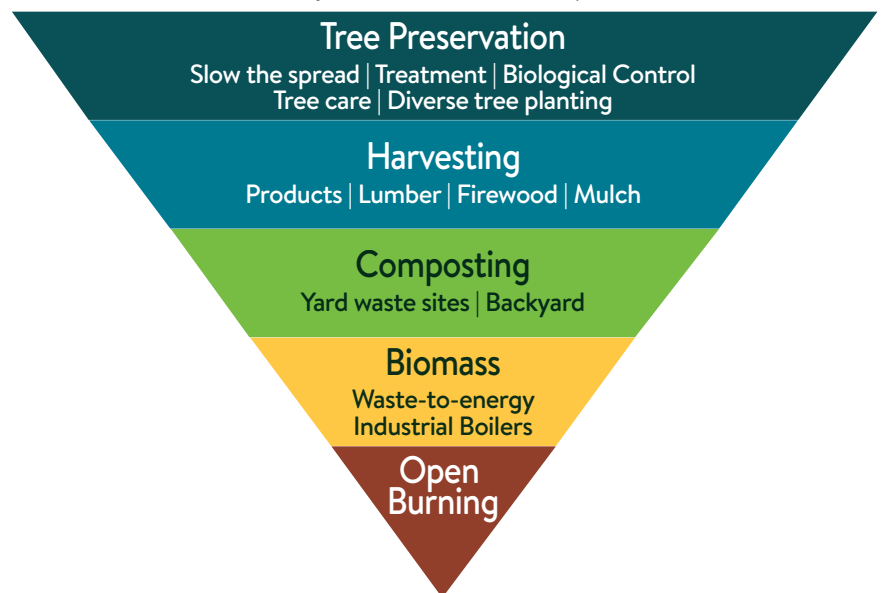 Tree Preservation
Slow the spread | Treatment | Biological Control
Tree care | Diverse tree planting
Harvesting
Products | Lumber | Firewood | Mulch
Composting
Yard waste sites | Backyard
Biomass
Waste-to-energy
Industrial Boilers
Open
Burning